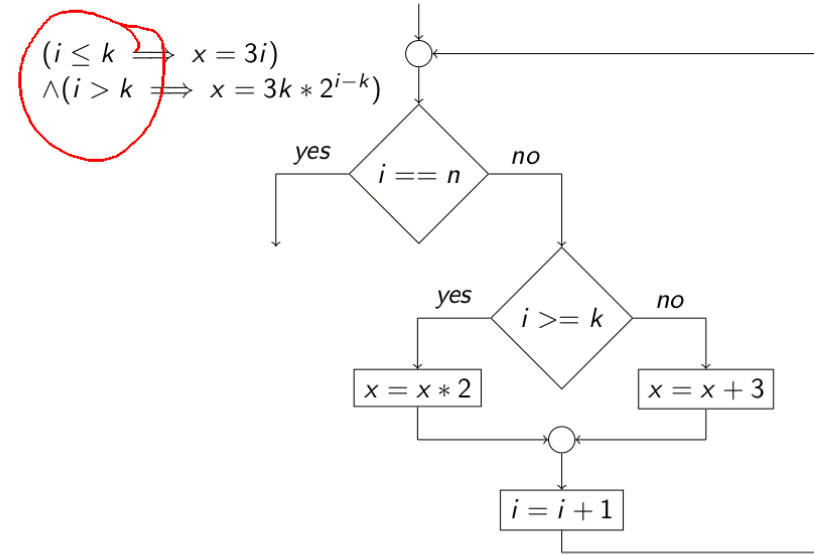 (i ≤ k ⟹ x = 3i)
∧(i > k ⟹ x = 3k ∗ 2^{i−k})
yes
no
i == n
yes
no
i >= k
x = x ∗ 2
x = x + 3
i = i + 1